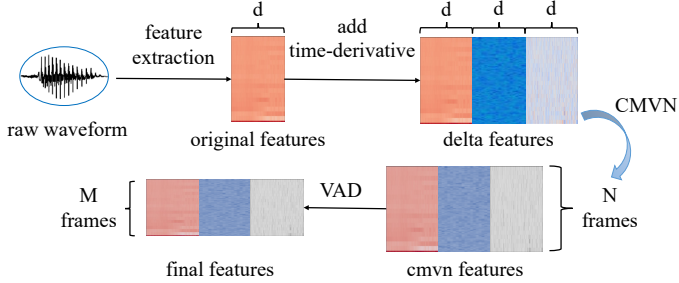 d
d
d
d
feature
extraction
add
time-derivative
CMVN
raw waveform
original features
delta features
M
frames
VAD
N
frames
final features
cmvn features